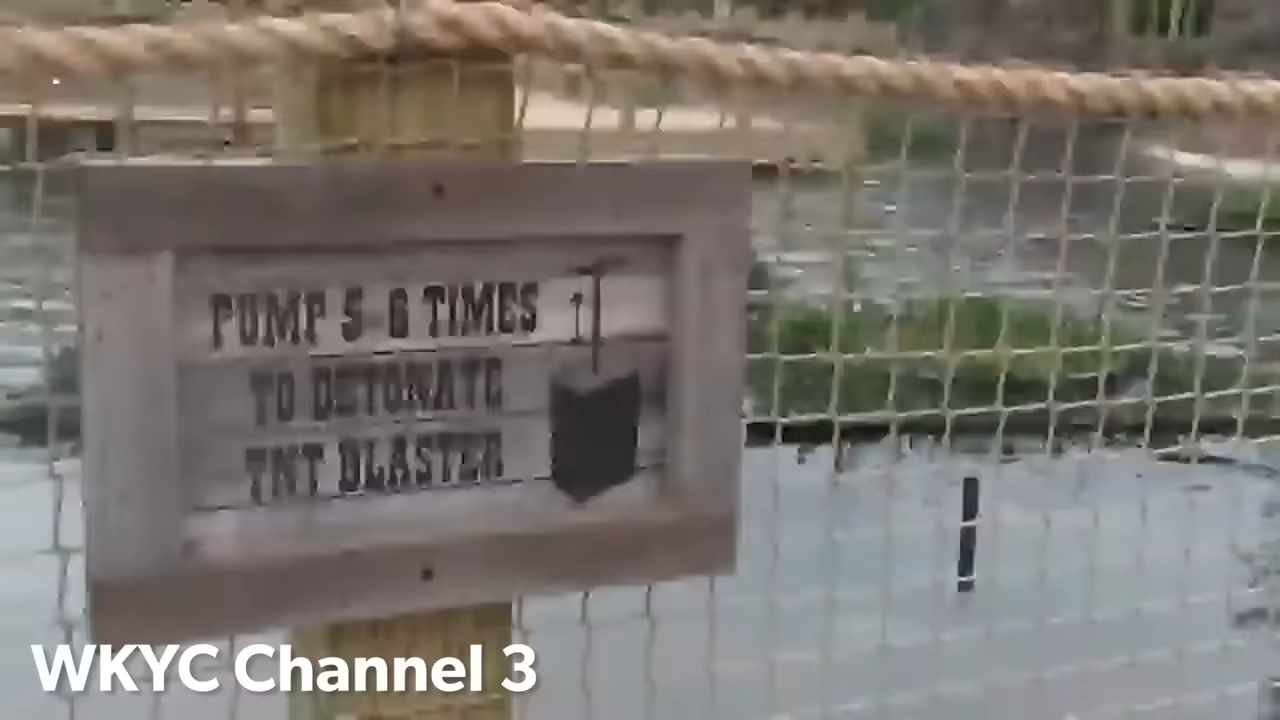 PUMP 5 6 TIMES
TO DETONATE
TNT BLASTER
WKYC Channel 3